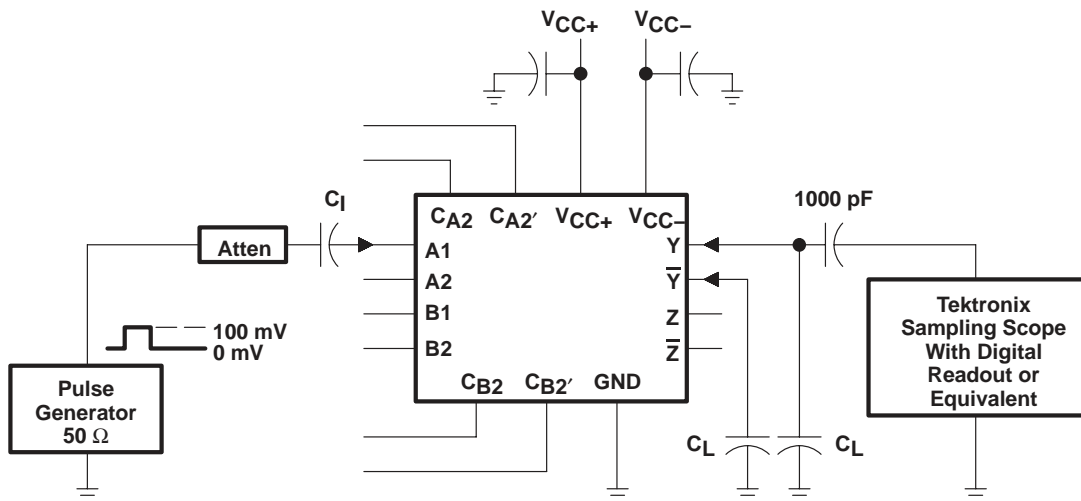 VCC+
VCC−
CI
CA2
CA2′
VCC+
VCC−
1000 pF
Atten
A1
A2
B1
B2
Y
Y̅
Z
Z̅
100 mV
0 mV
Pulse
Generator
50 Ω
CB2
CB2′
GND
CL
CL
Tektronix
Sampling Scope
With Digital
Readout or
Equivalent